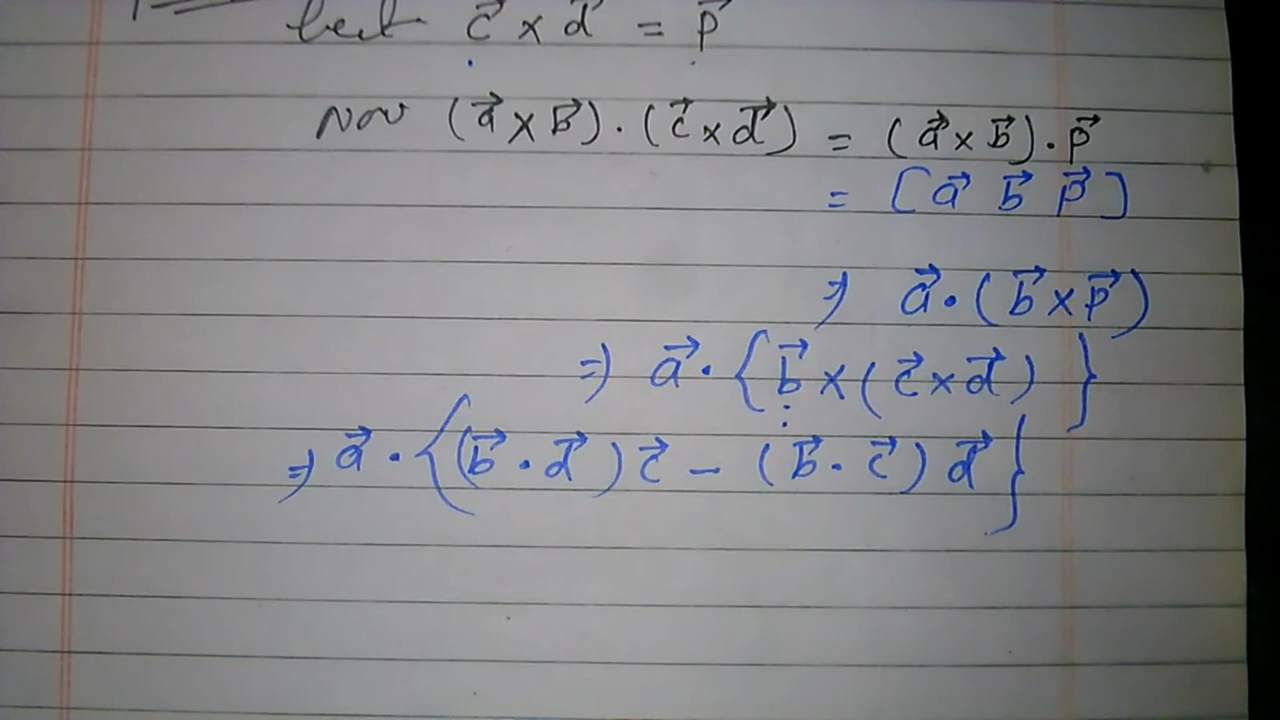 let c⃗ × d⃗ = p⃗
Now (a⃗ × b⃗) · (c⃗ × d⃗) = (a⃗ × b⃗) · p⃗
= [a⃗ b⃗ p⃗]
⇒ a⃗ · (b⃗ × p⃗)
⇒ a⃗ · {b⃗ × (c⃗ × d⃗) }
⇒ a⃗ · {(b⃗ · d⃗) c⃗ − (b⃗ · c⃗) d⃗}